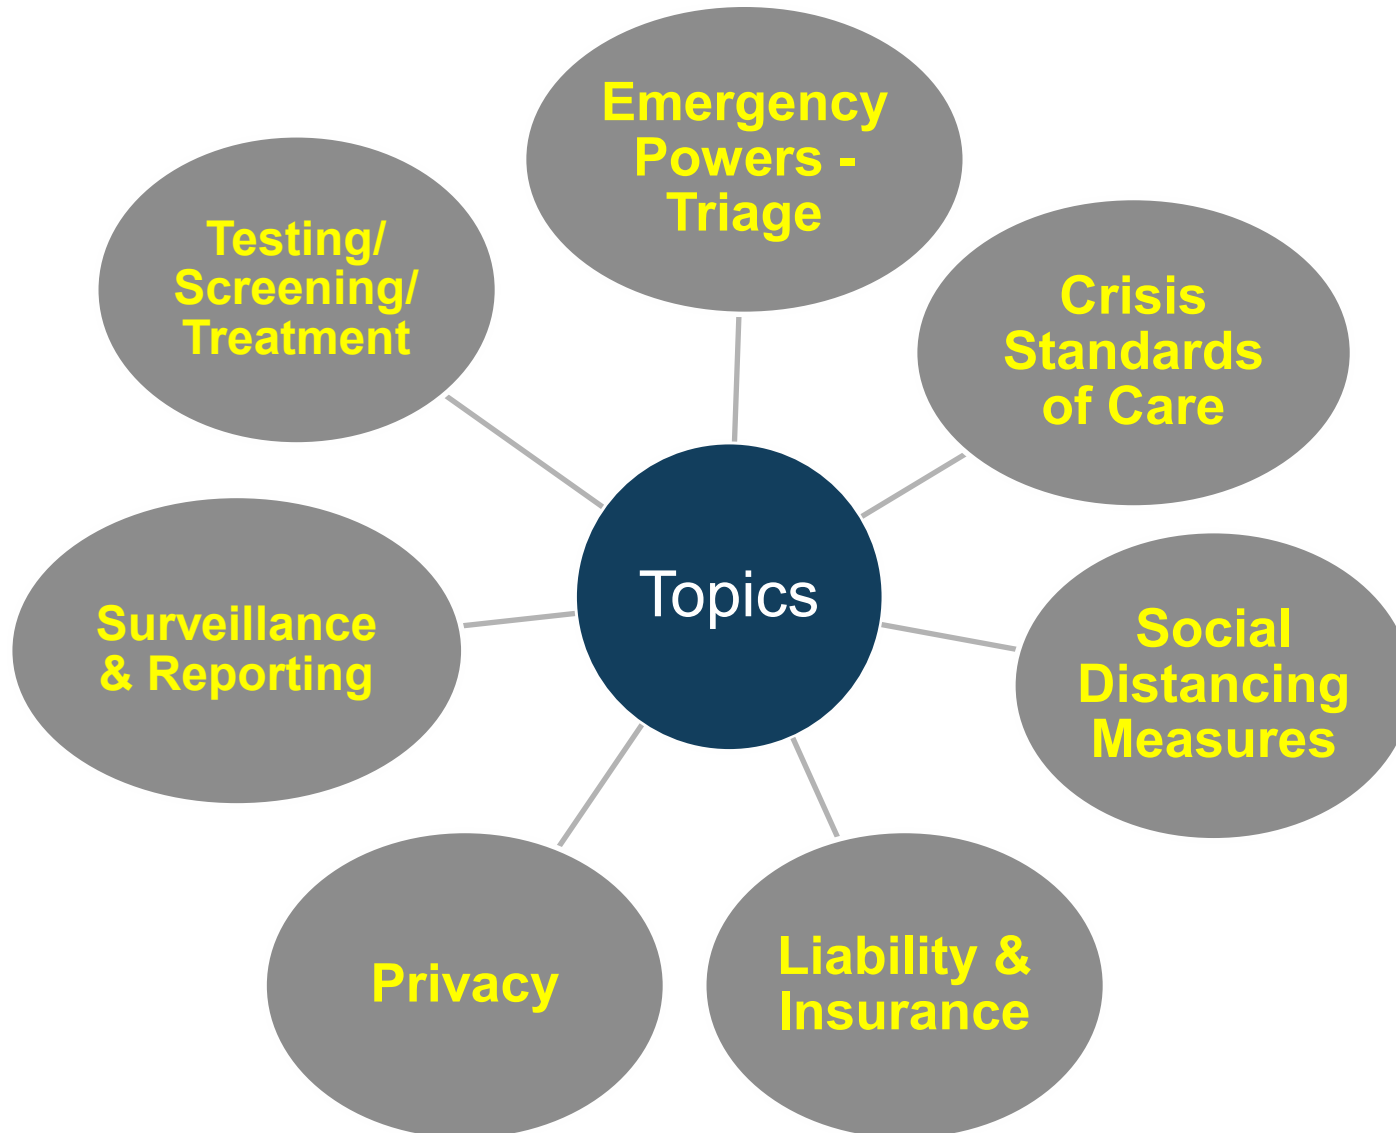 Emergency
Powers -
Triage
Testing/
Screening/
Treatment
Crisis
Standards
of Care
Topics
Surveillance
& Reporting
Social
Distancing
Measures
Privacy
Liability &
Insurance